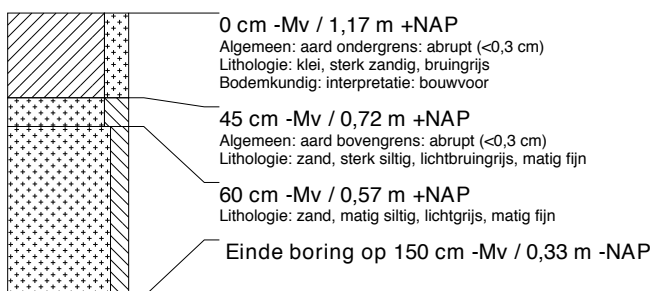 0 cm -Mv / 1,17 m +NAP
Algemeen: aard ondergrens: abrupt (<0,3 cm)
Lithologie: klei, sterk zandig, bruingrijs
Bodemkundig: interpretatie: bouwvoor
45 cm -Mv / 0,72 m +NAP
Algemeen: aard bovengrens: abrupt (<0,3 cm)
Lithologie: zand, sterk siltig, lichtbruingrijs, matig fijn
60 cm -Mv / 0,57 m +NAP
Lithologie: zand, matig siltig, lichtgrijs, matig fijn
Einde boring op 150 cm -Mv / 0,33 m -NAP